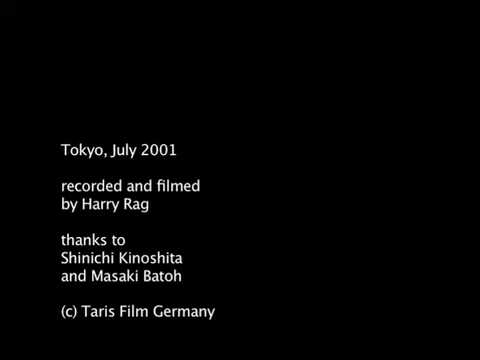 Tokyo, July 2001
recorded and filmed
by Harry Rag
thanks to
Shinichi Kinoshita
and Masaki Batoh
(c) Taris Film Germany